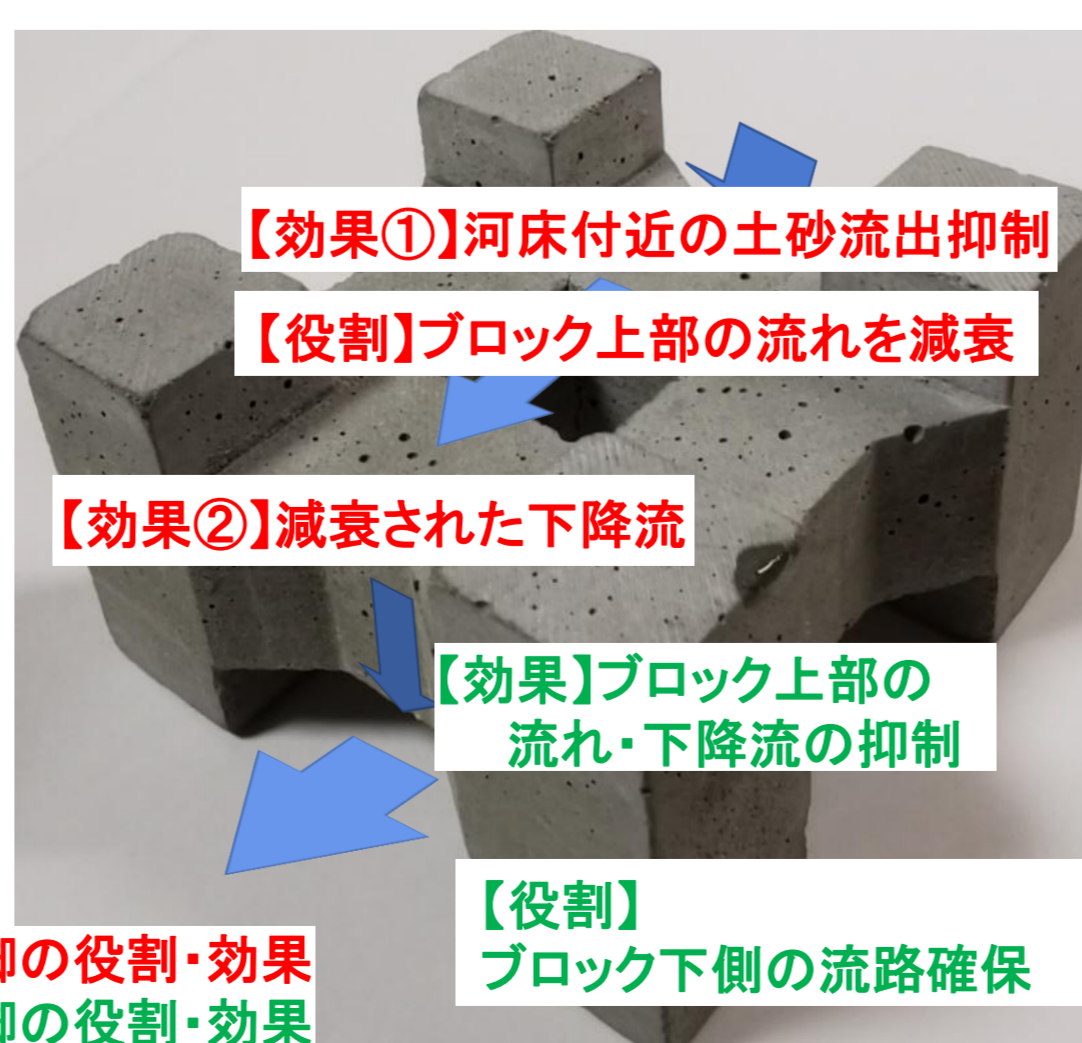 【効果①】河床付近の土砂流出抑制
【役割】ブロック上部の流れを減衰
【効果②】減衰された下降流
【効果】ブロック上部の
流れ・下降流の抑制
【役割】
ブロック下側の流路確保
脚の役割・効果
脚の役割・効果